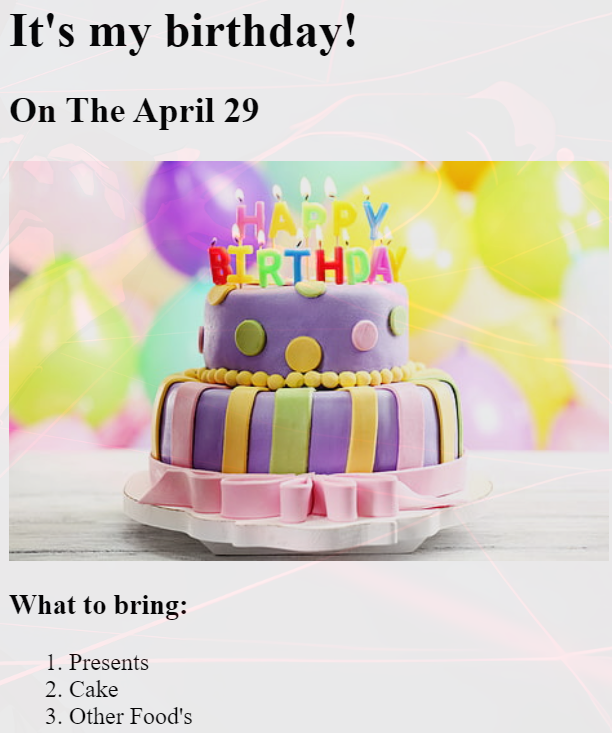 It's my birthday!
On The April 29
HAPPY
BIRTHDAY
What to bring:
1. Presents
2. Cake
3. Other Food's